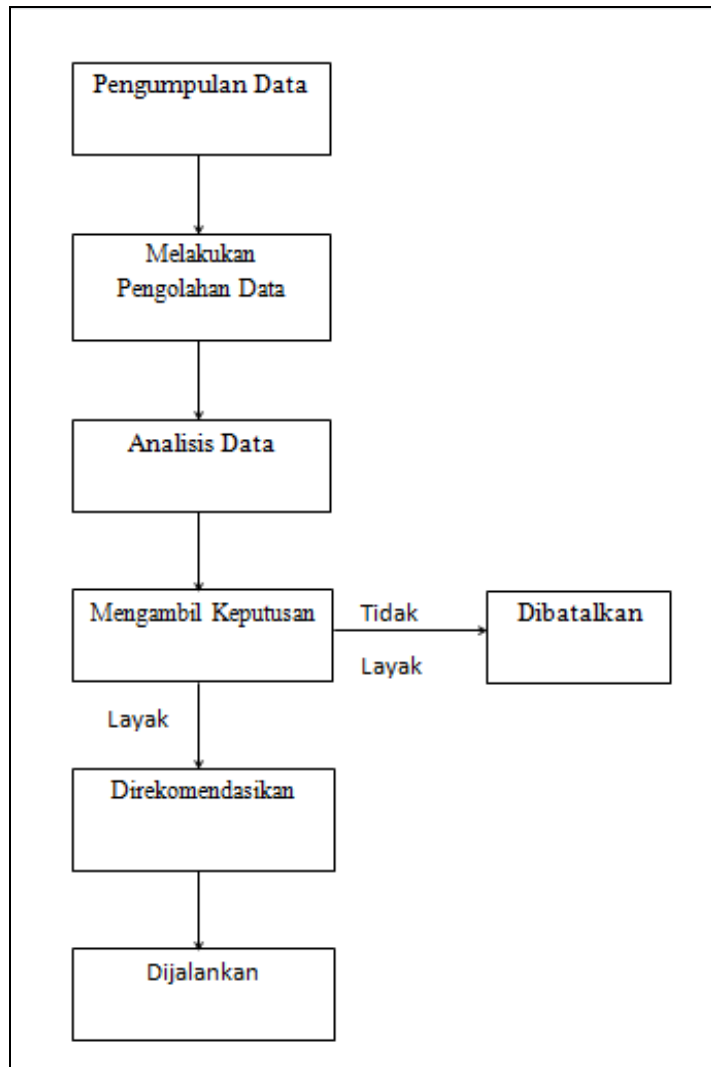 Pengumpulan Data
Melakukan
Pengolahan Data
Analisis Data
Mengambil Keputusan
Tidak
Layak
Dibatalkan
Layak
Direkomendasikan
Dijalankan